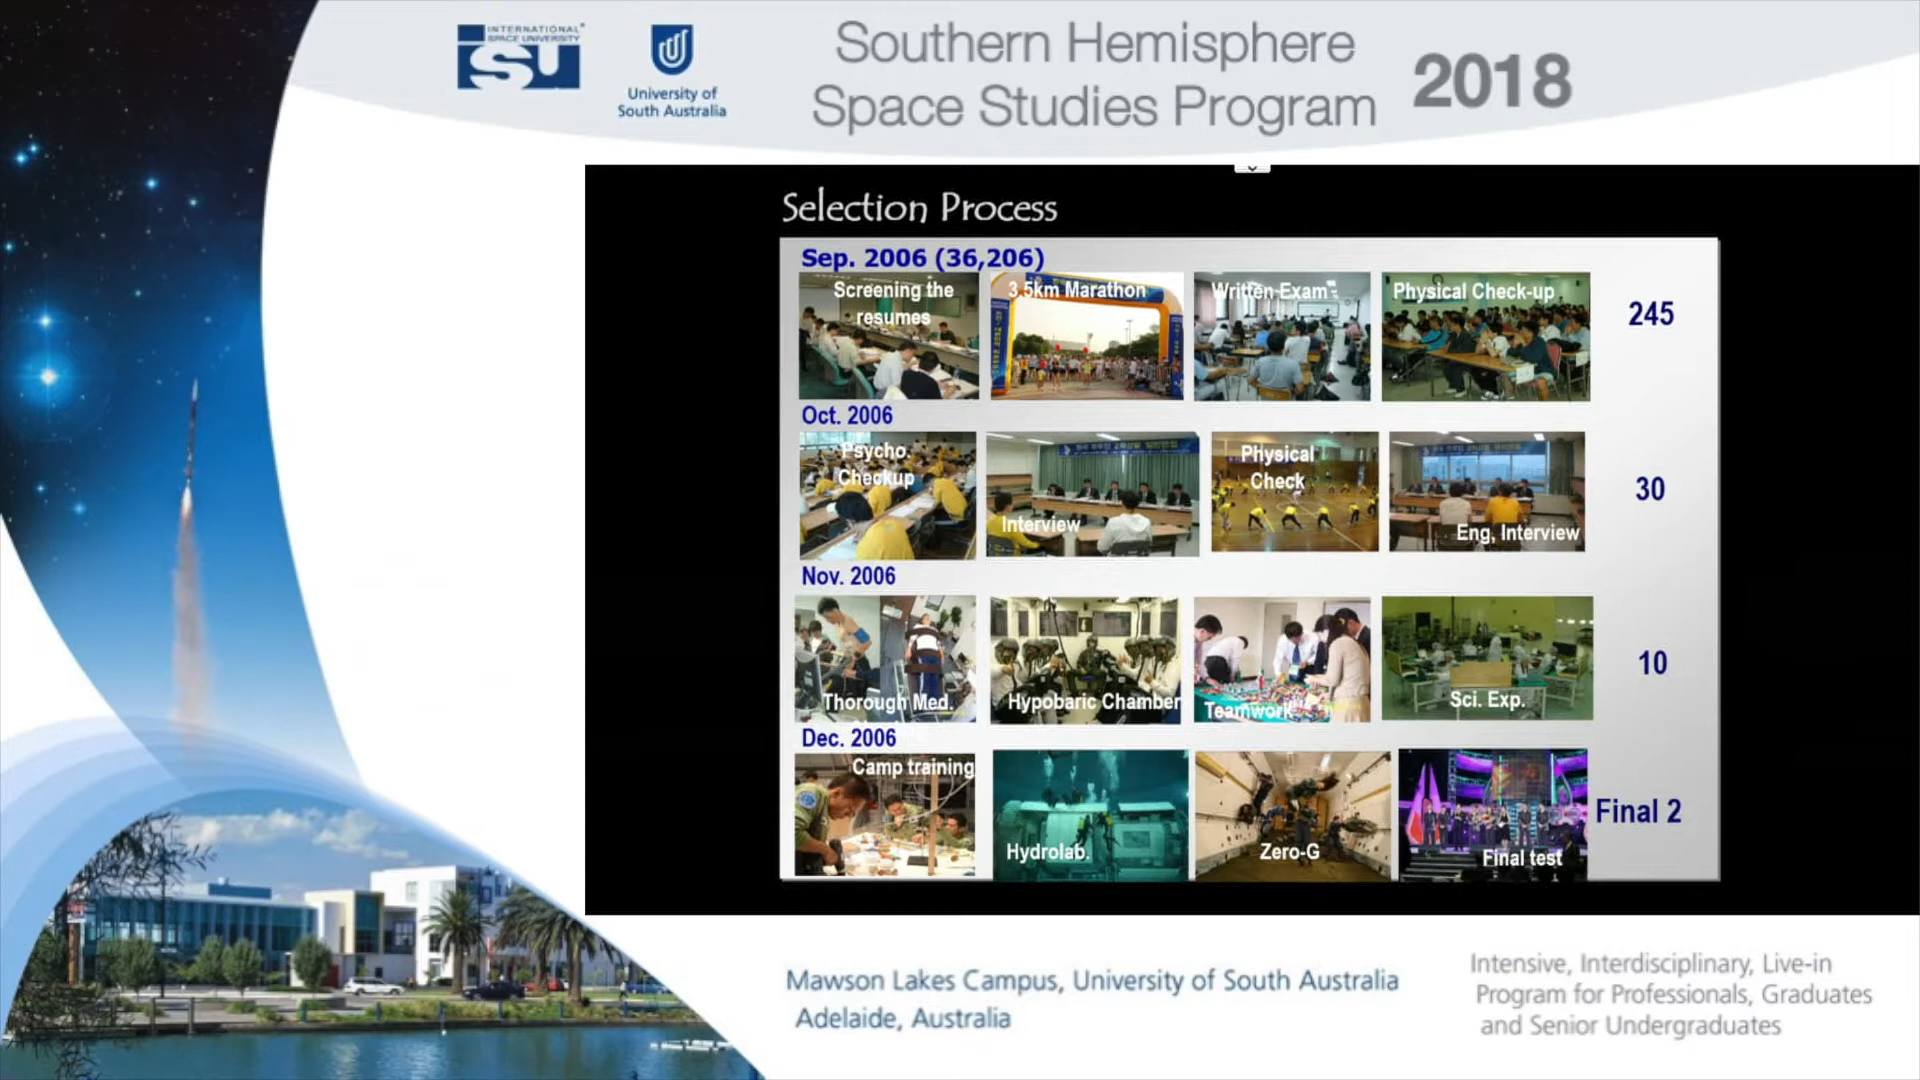 INTERNATIONAL
SPACE UNIVERSITY
ISU
University of
South Australia
Southern Hemisphere
Space Studies Program
2018
Selection Process
Sep. 2006 (36,206)
Screening the
resumes
3.5km Marathon
Written Exam
Physical Check-up
245
Oct. 2006
Psycho.
Checkup
Interview
Physical
Check
Eng, Interview
30
Nov. 2006
Thorough Med.
Hypobaric Chamber
Teamwork
Sci. Exp.
10
Dec. 2006
Camp training
Hydrolab.
Zero-G
Final test
Final 2
Mawson Lakes Campus, University of South Australia
Adelaide, Australia
Intensive, Interdisciplinary, Live-in
Program for Professionals, Graduates
and Senior Undergraduates